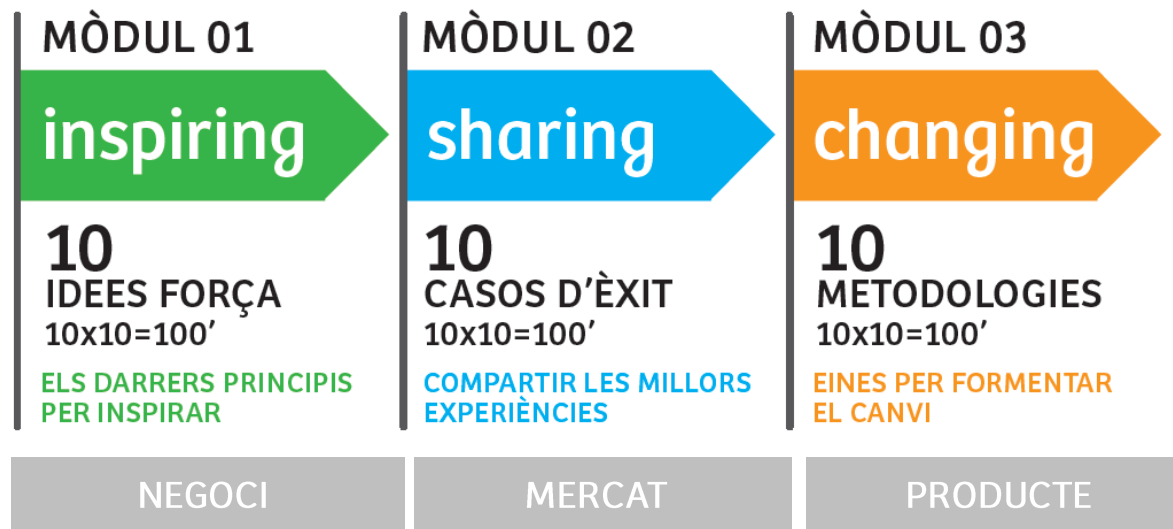 MÒDUL 01
inspiring
10
IDEES FORÇA
10x10=100’
ELS DARRERS PRINCIPIS
PER INSPIRAR
NEGOCI
MÒDUL 02
sharing
10
CASOS D’ÈXIT
10x10=100’
COMPARTIR LES MILLORS
EXPERIÈNCIES
MERCAT
MÒDUL 03
changing
10
METODOLOGIES
10x10=100’
EINES PER FORMENTAR
EL CANVI
PRODUCTE